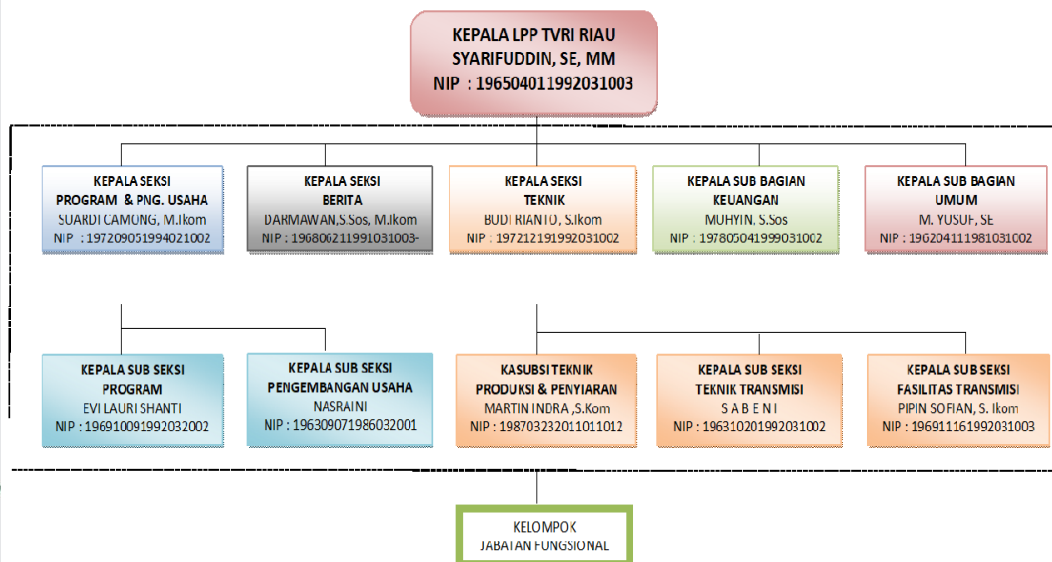 KEPALA LPP TVRI RIAU
SYARIFUDDIN, SE, MM
NIP : 196504011992031003
KEPALA SEKSI
PROGRAM & PNG. USAHA
SUARDI CAMONG, M.Ikom
NIP : 197209051994021002
KEPALA SEKSI
BERITA
DARMAWAN,S.Sos, M.Ikom
NIP : 196806211991031003-
KEPALA SEKSI
TEKNIK
BUDI RIANTO, S.Ikom
NIP : 197212191992031002
KEPALA SUB BAGIAN
KEUANGAN
MUHYIN, S.Sos
NIP : 197805041999031002
KEPALA SUB BAGIAN
UMUM
M. YUSUF, SE
NIP : 196204111981031002
KEPALA SUB SEKSI
PROGRAM
EVI LAURI SHANTI
NIP : 196910091992032002
KEPALA SUB SEKSI
PENGEMBANGAN USAHA
NASRAINI
NIP : 196309071986032001
KASUBSI TEKNIK
PRODUKSI & PENYIARAN
MARTIN INDRA ,S.Kom
NIP : 198703232011011012
KEPALA SUB SEKSI
TEKNIK TRANSMISI
S A B E N I
NIP : 196310201992031002
KEPALA SUB SEKSI
FASILITAS TRANSMISI
PIPIN SOFIAN, S. Ikom
NIP : 196911161992031003
KELOMPOK
JABATAN FUNGSIONAL